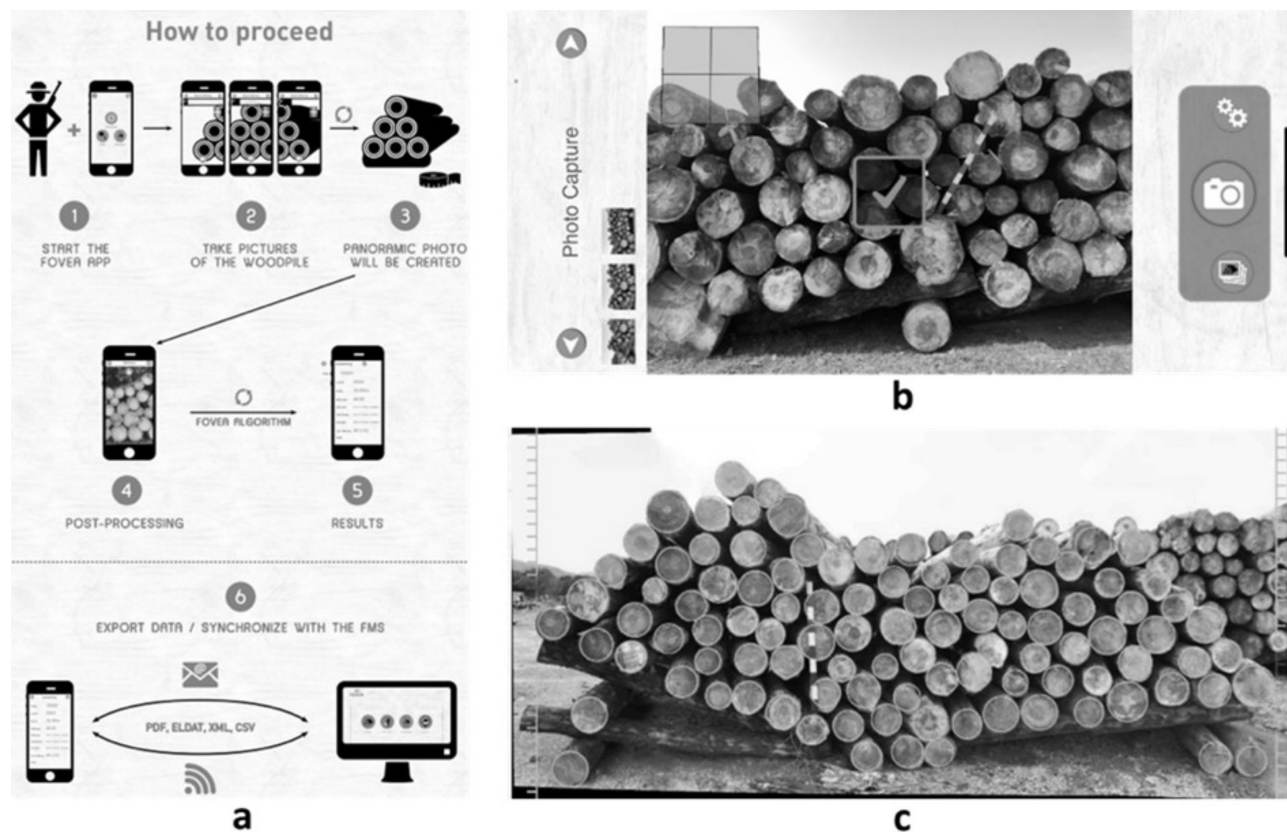 How to proceed
1
2
3
START THE
FOVEA APP
TAKE PICTURES
OF THE WOODPILE
PANORAMIC PHOTO
WILL BE CREATED
FOVEA ALGORITHM
4
5
POST-PROCESSING
RESULTS
6
EXPORT DATA / SYNCHRONIZE WITH THE FMS
PDF, ELDAT, XML, CSV
a
Photo Capture
b
c